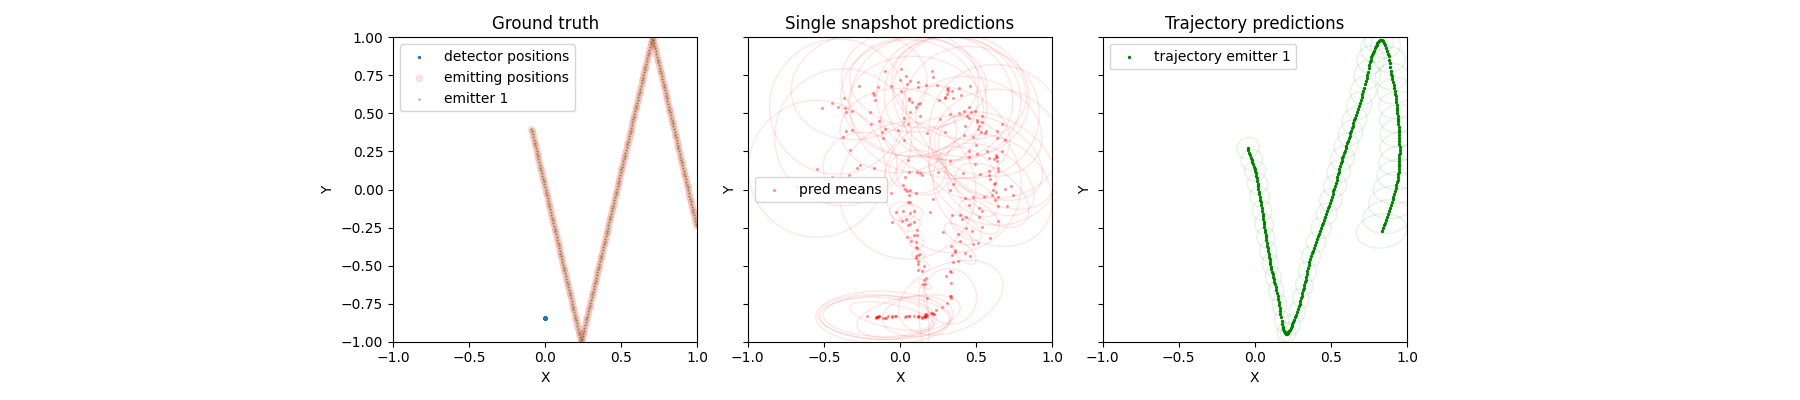 Ground truth
Single snapshot predictions
Trajectory predictions
detector positions
emitting positions
emitter 1
pred means
trajectory emitter 1
1.00
0.75
0.50
0.25
0.00
−0.25
−0.50
−0.75
−1.00
Y
Y
Y
−1.0 −0.5 0.0 0.5 1.0
−1.0 −0.5 0.0 0.5 1.0
−1.0 −0.5 0.0 0.5 1.0
X
X
X